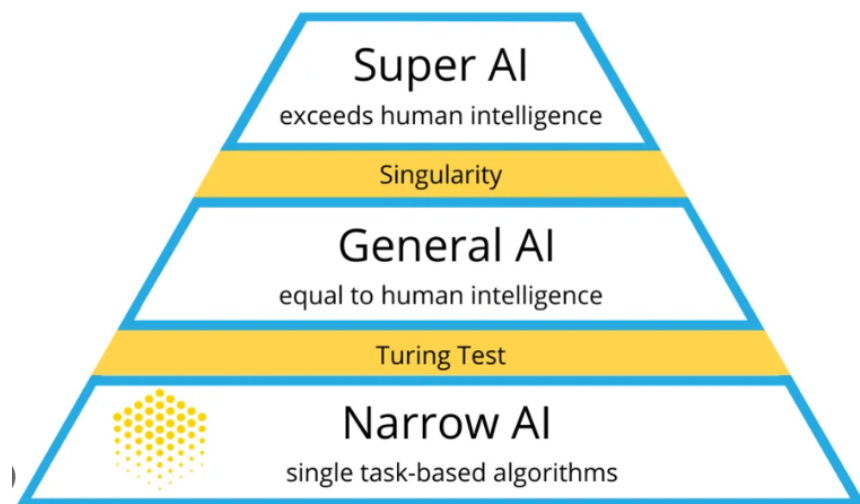 Super AI
exceeds human intelligence
Singularity
General AI
equal to human intelligence
Turing Test
Narrow AI
single task-based algorithms